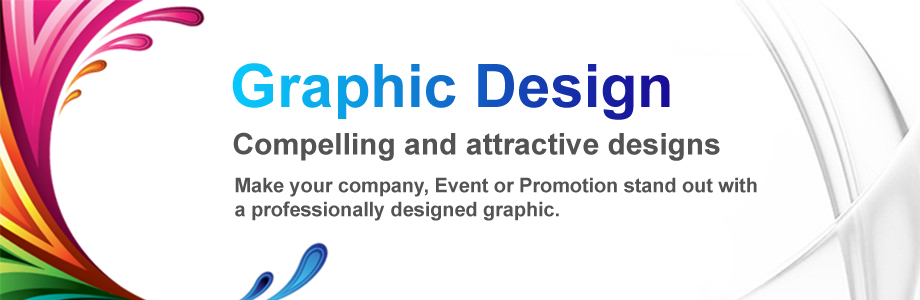 Graphic Design
Compelling and attractive designs
Make your company, Event or Promotion stand out with
a professionally designed graphic.